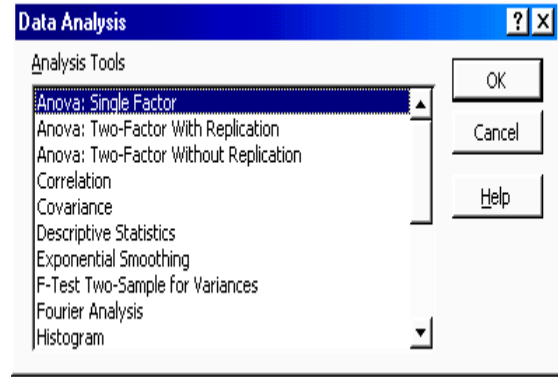 Data Analysis
Analysis Tools
Anova: Single Factor
Anova: Two-Factor With Replication
Anova: Two-Factor Without Replication
Correlation
Covariance
Descriptive Statistics
Exponential Smoothing
F-Test Two-Sample for Variances
Fourier Analysis
Histogram
OK
Cancel
Help